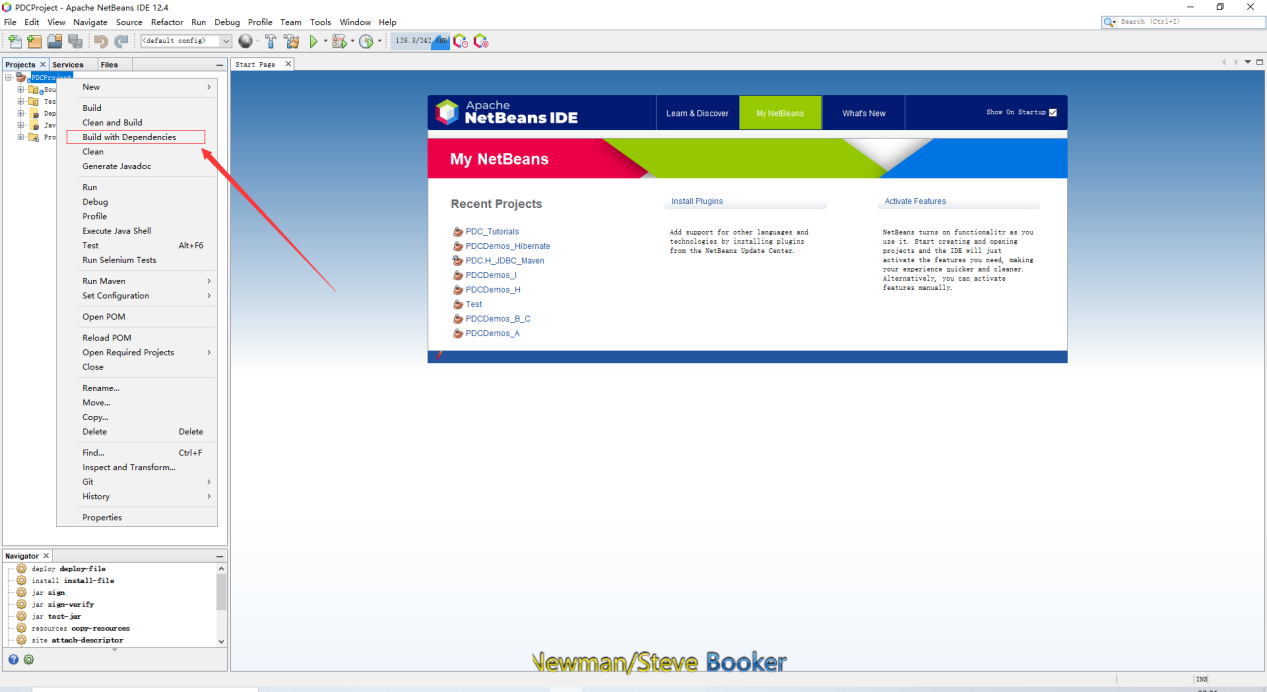 PDCProject - Apache NetBeans IDE 12.4
File Edit View Navigate Source Refactor Run Debug Profile Team Tools Window Help
Search (Ctrl+I)
<default config>
Projects Services Files
Start Page
PDCProject
New
Build
Clean and Build
Build with Dependencies
Clean
Generate Javadoc
Run
Debug
Profile
Execute Java Shell
Test Alt+F6
Run Selenium Tests
Run Maven
Set Configuration
Open POM
Reload POM
Open Required Projects
Close
Rename...
Move...
Copy...
Delete Delete
Find... Ctrl+F
Inspect and Transform...
Git
History
Properties
Sou
Tes
Dep
Jav
Pro
Apache
NetBeans IDE
Learn & Discover
My NetBeans
What's New
Show On Startup
My NetBeans
Recent Projects
PDC_Tutorials
PDCDemos_Hibernate
PDC.H_JDBC_Maven
PDCDemos_I
PDCDemos_H
Test
PDCDemos_B_C
PDCDemos_A
Install Plugins
Add support for other languages and
technologies by installing plugins
from the NetBeans Update Center.
Activate Features
NetBeans turns on functionality as you
use it. Start creating and opening
projects and the IDE will just
activate the features you need, making
your experience quicker and cleaner.
Alternatively, you can activate
features manually.
Navigator
deploy deploy-file
install install-file
jar sign
jar sign-verify
jar test-jar
resources copy-resources
site attach-descriptor
Newman/Steve Booker
INS